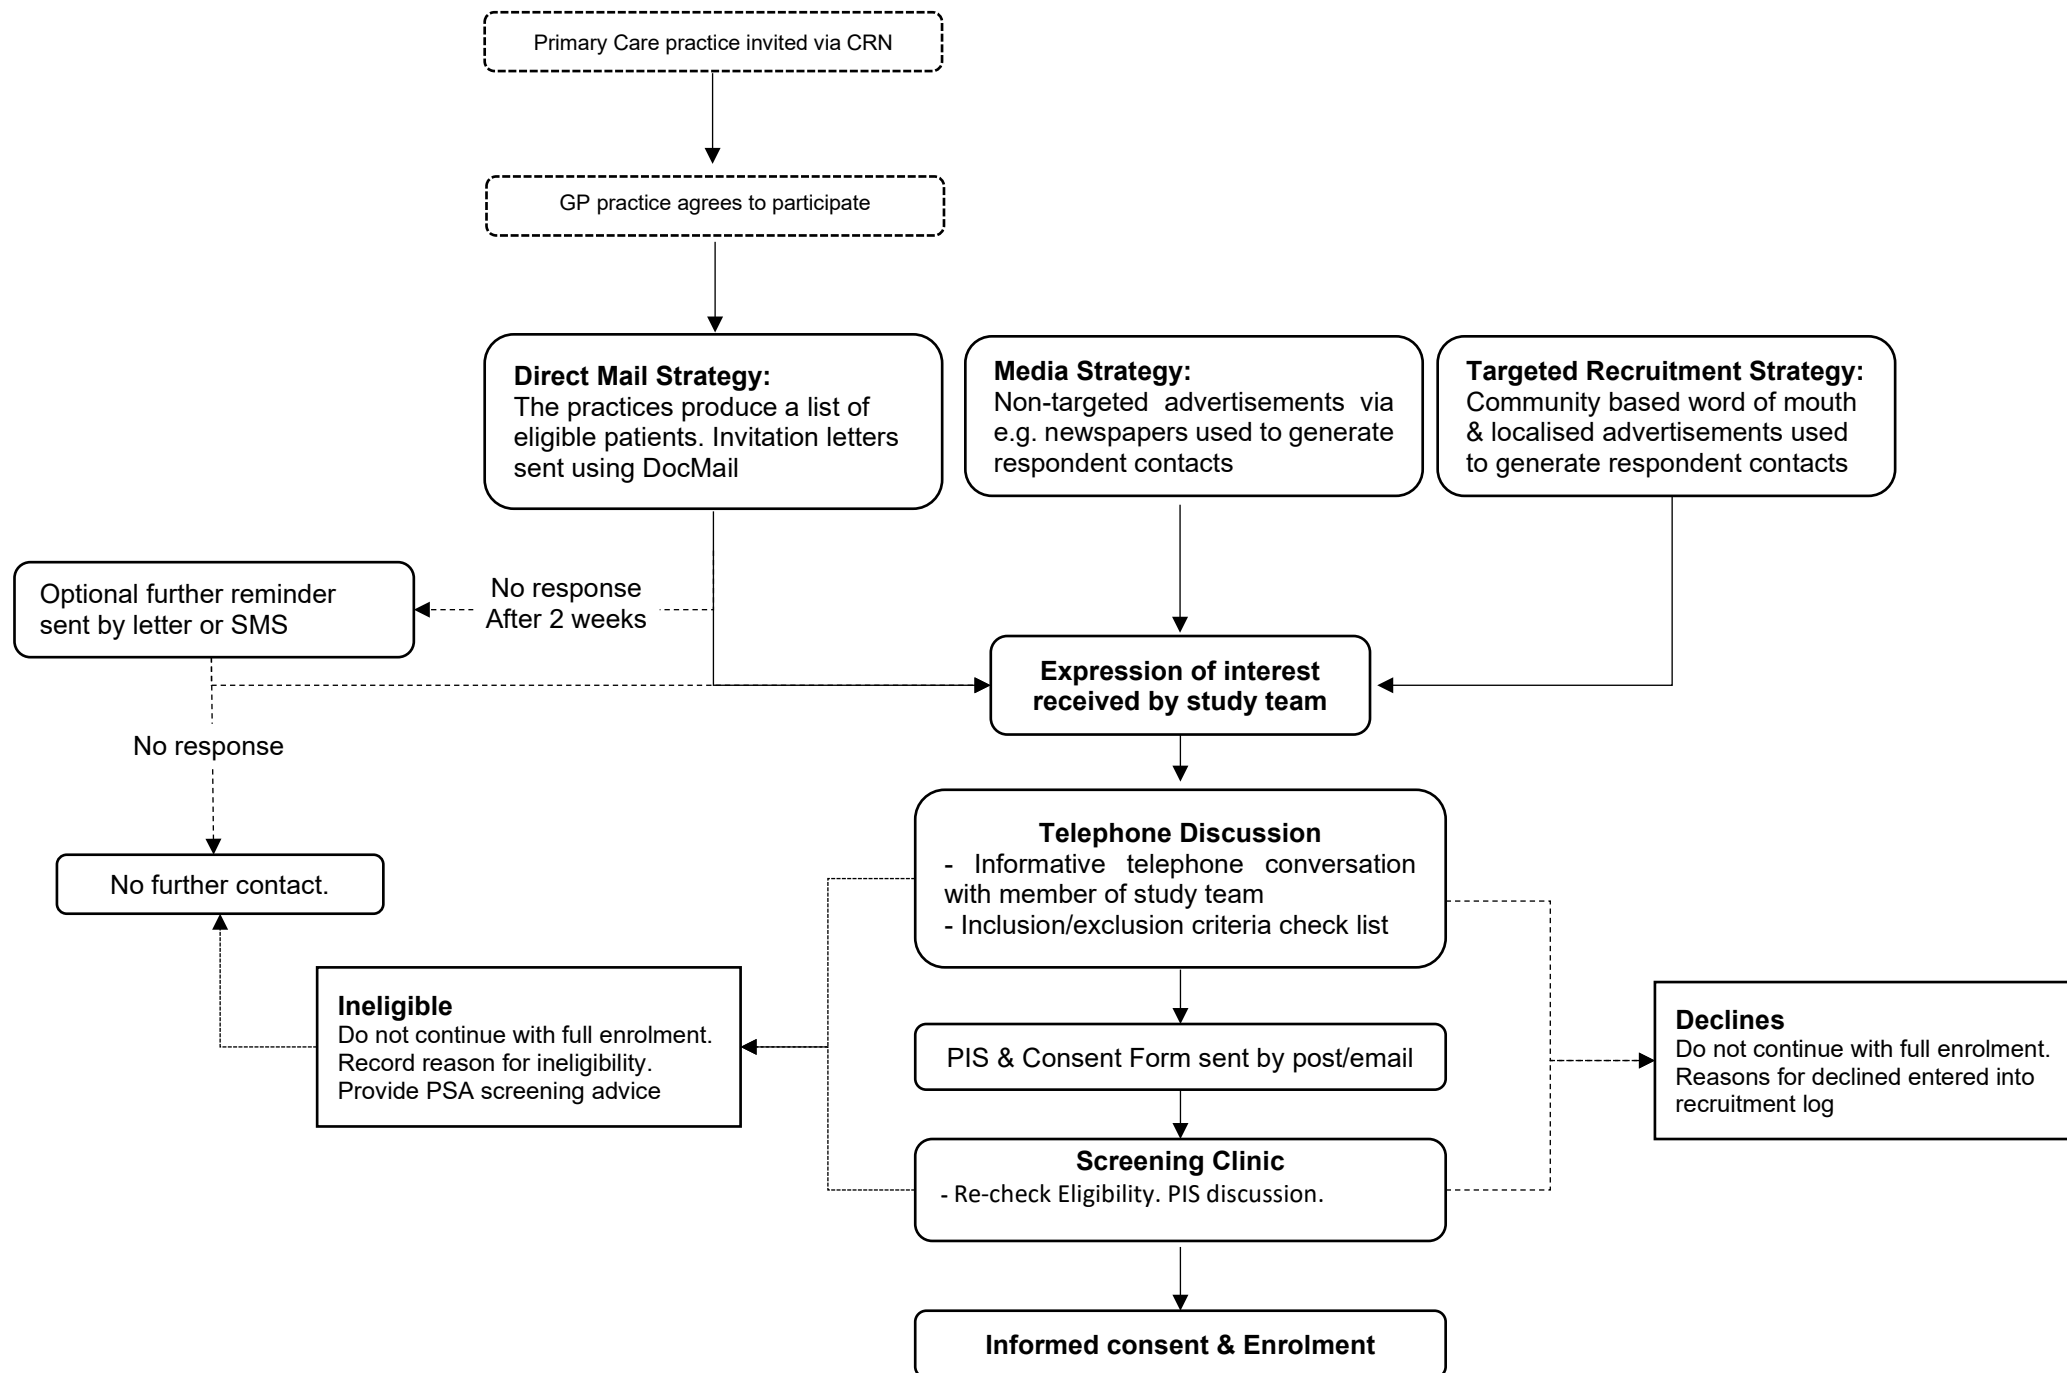 Primary Care practice invited via CRN
GP practice agrees to participate
Direct Mail Strategy:
The practices produce a list of
eligible patients. Invitation letters
sent using DocMail
Media Strategy:
Non-targeted advertisements via
e.g. newspapers used to generate
respondent contacts
Targeted Recruitment Strategy:
Community based word of mouth
& localised advertisements used
to generate respondent contacts
Optional further reminder
sent by letter or SMS
No response
After 2 weeks
Expression of interest
received by study team
No response
No further contact.
Telephone Discussion
- Informative telephone conversation
with member of study team
- Inclusion/exclusion criteria check list
Ineligible
Do not continue with full enrolment.
Record reason for ineligibility.
Provide PSA screening advice
PIS & Consent Form sent by post/email
Declines
Do not continue with full enrolment.
Reasons for declined entered into
recruitment log
Screening Clinic
- Re-check Eligibility. PIS discussion.
Informed consent & Enrolment